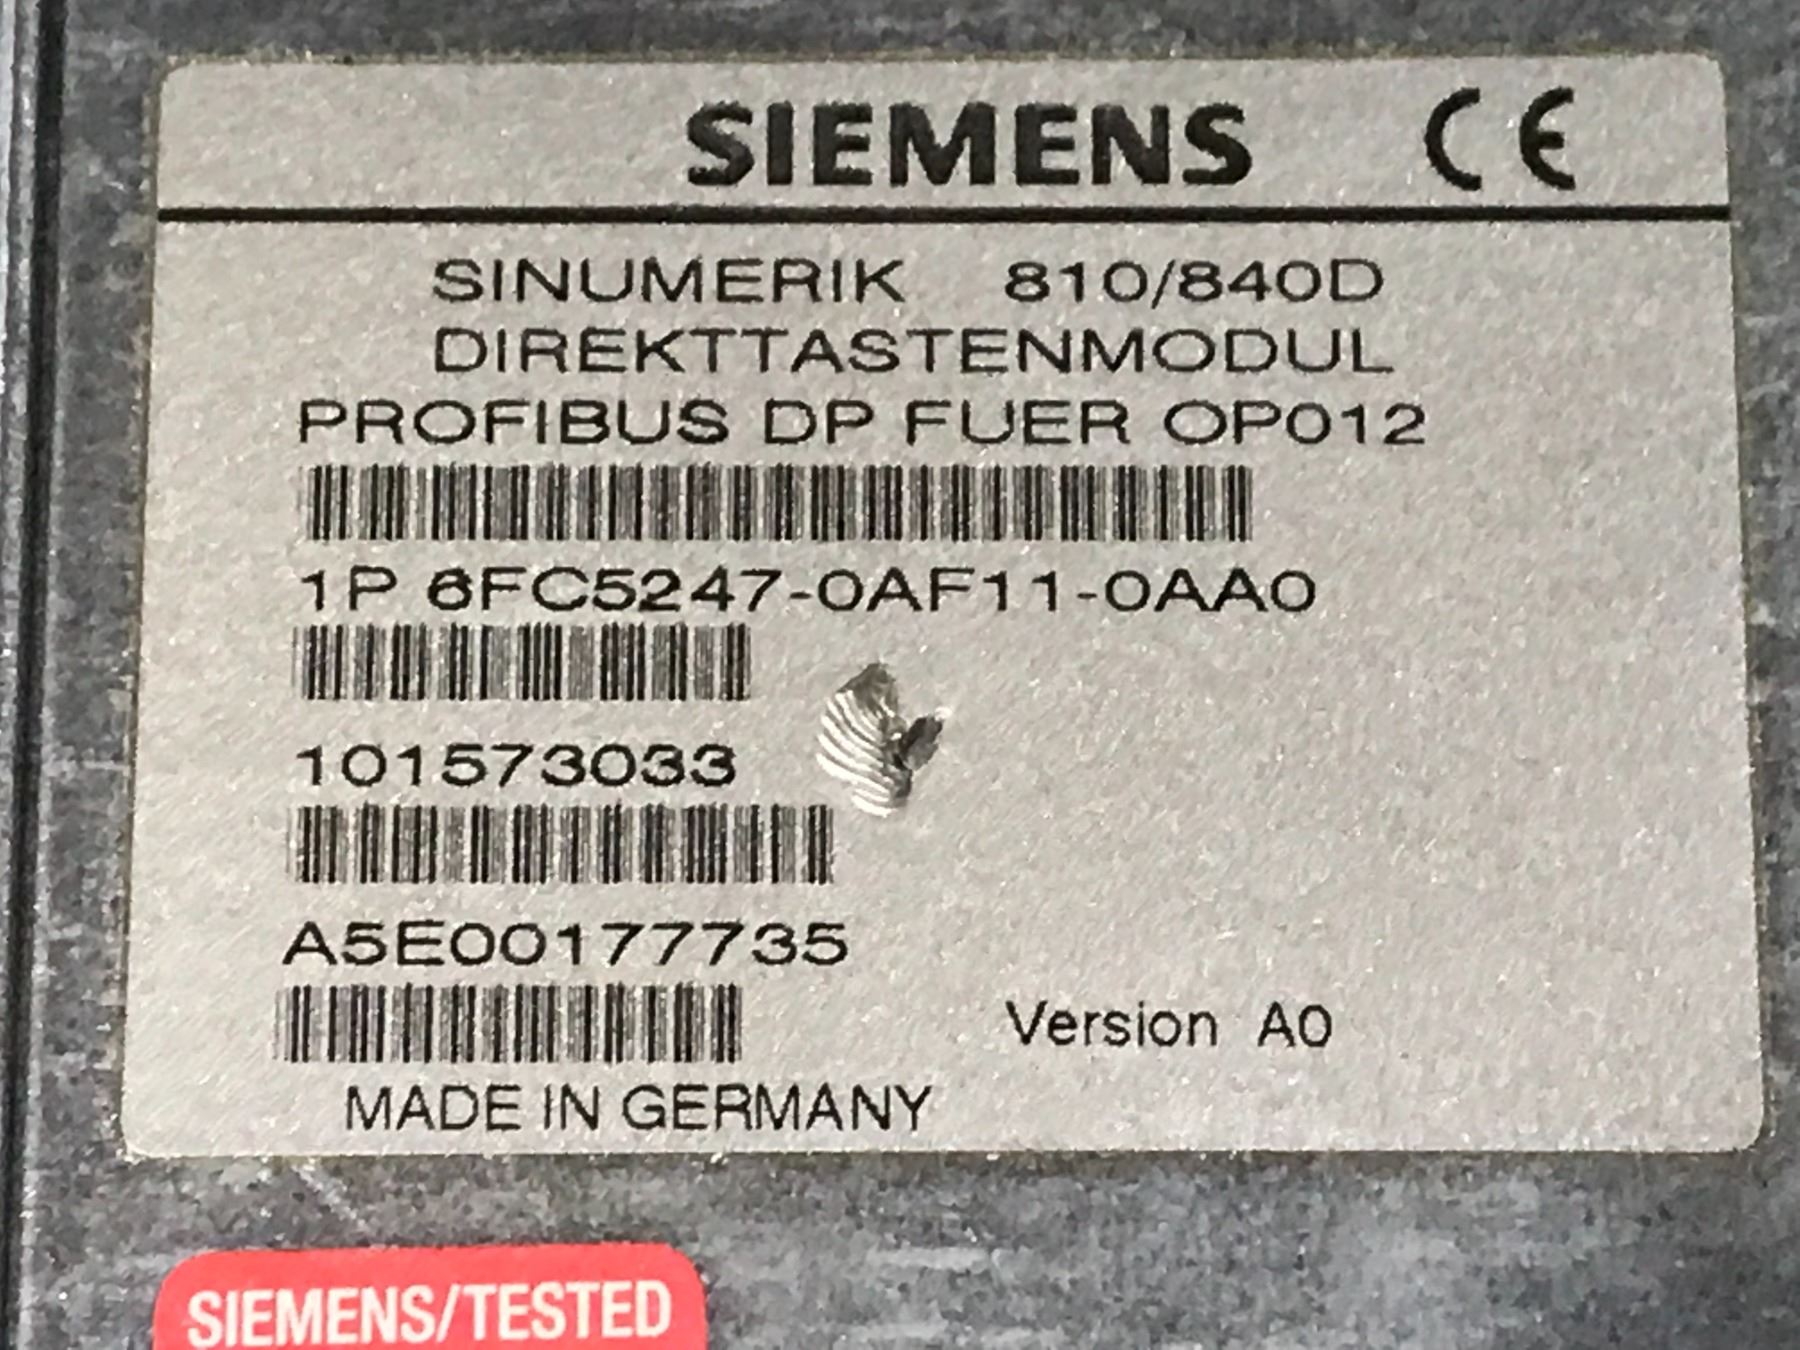 SIEMENS CE
SINUMERIK 810/840D
DIREKTTASTENMODUL
PROFIBUS DP FUER OP012
1P 6FC5247-0AF11-0AA0
101573033
A5E00177735
Version A0
MADE IN GERMANY
SIEMENS/TESTED